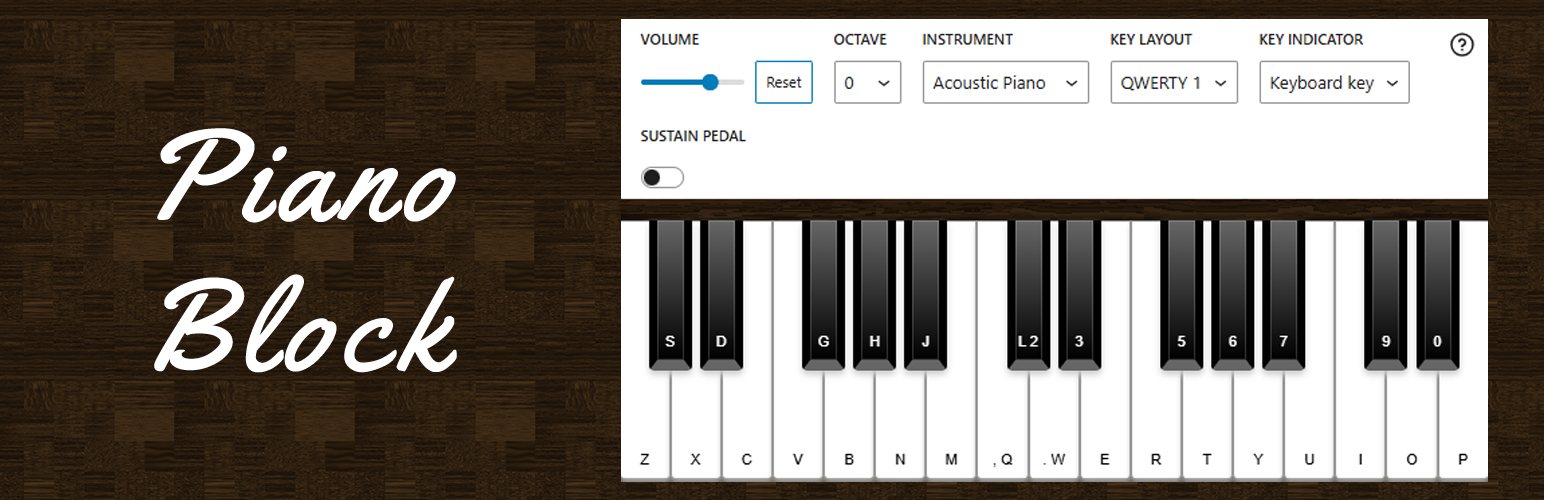 Piano
Block
VOLUME OCTAVE INSTRUMENT KEY LAYOUT KEY INDICATOR ?
Reset 0 Acoustic Piano QWERTY 1 Keyboard key
SUSTAIN PEDAL
S D G H J L 2 3 5 6 7 9 0
Z X C V B N M , Q . W E R T Y U I O P